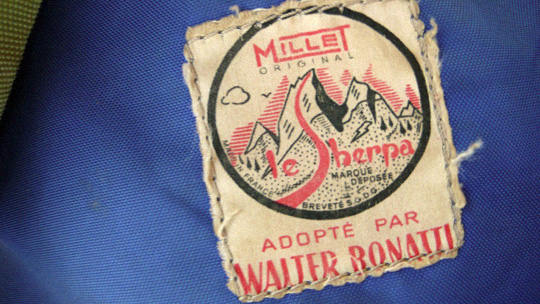 MILLET
ORIGINAL
le Sherpa
MARQUE
DÉPOSÉE
BREVETÉ S.G.D.G.
ADOPTÉ PAR
WALTER BONATTI